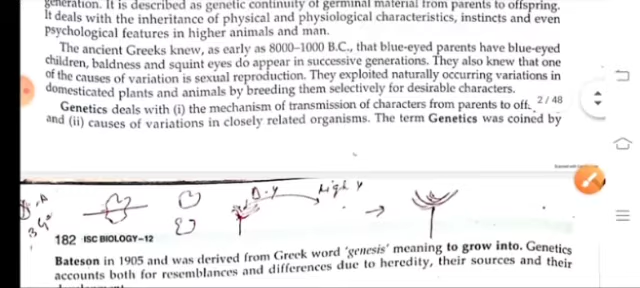 generation. It is described as genetic continuity of germinal material from parents to offspring.
It deals with the inheritance of physical and physiological characteristics, instincts and even
psychological features in higher animals and man.
The ancient Greeks knew, as early as 8000–1000 B.C., that blue-eyed parents have blue-eyed
children, baldness and squint eyes do appear in successive generations. They also knew that one
of the causes of variation is sexual reproduction. They exploited naturally occurring variations in
domesticated plants and animals by breeding them selectively for desirable characters.
Genetics deals with (i) the mechanism of transmission of characters from parents to off
2 / 48
and (ii) causes of variations in closely related organisms. The term Genetics was coined by
High Y
182 ISC BIOLOGY–12
Bateson in 1905 and was derived from Greek word 'genesis' meaning to grow into. Genetics
accounts both for resemblances and differences due to heredity, their sources and their